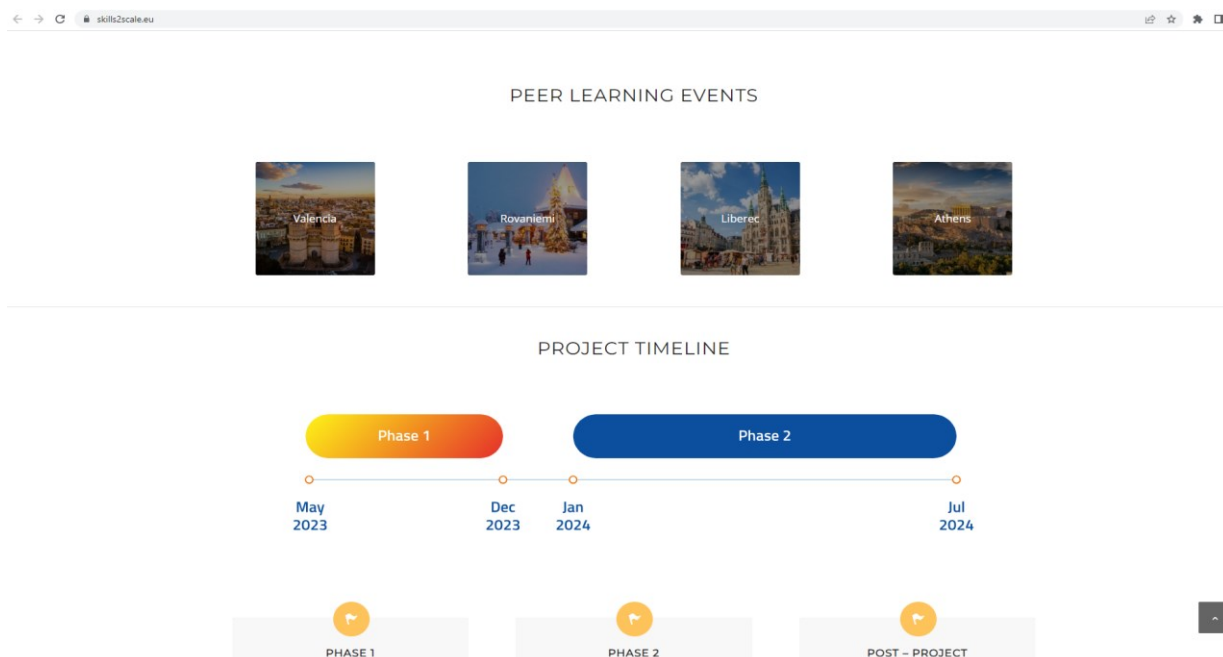 skills2scale.eu
PEER LEARNING EVENTS
Valencia Rovaniemi Liberec Athens
PROJECT TIMELINE
Phase 1 Phase 2
May Dec Jan Jul
2023 2023 2024 2024
PHASE 1 PHASE 2 POST – PROJECT